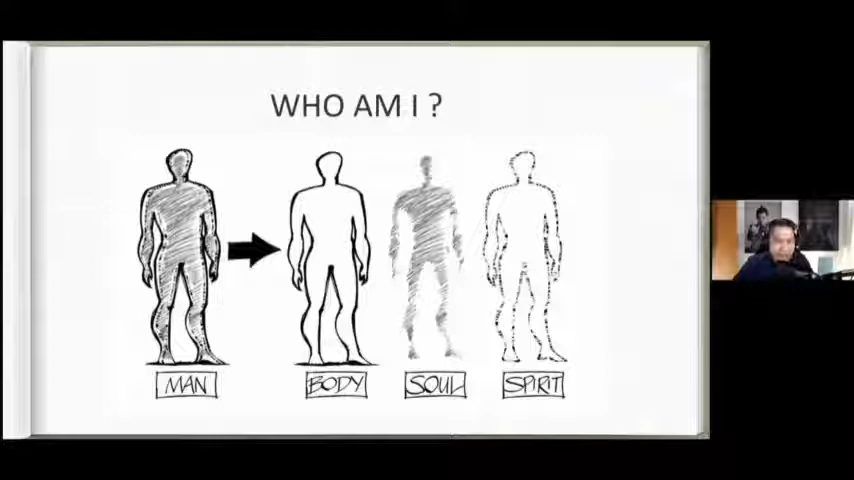 WHO AM I ?
MAN
BODY
SOUL
SPIRIT